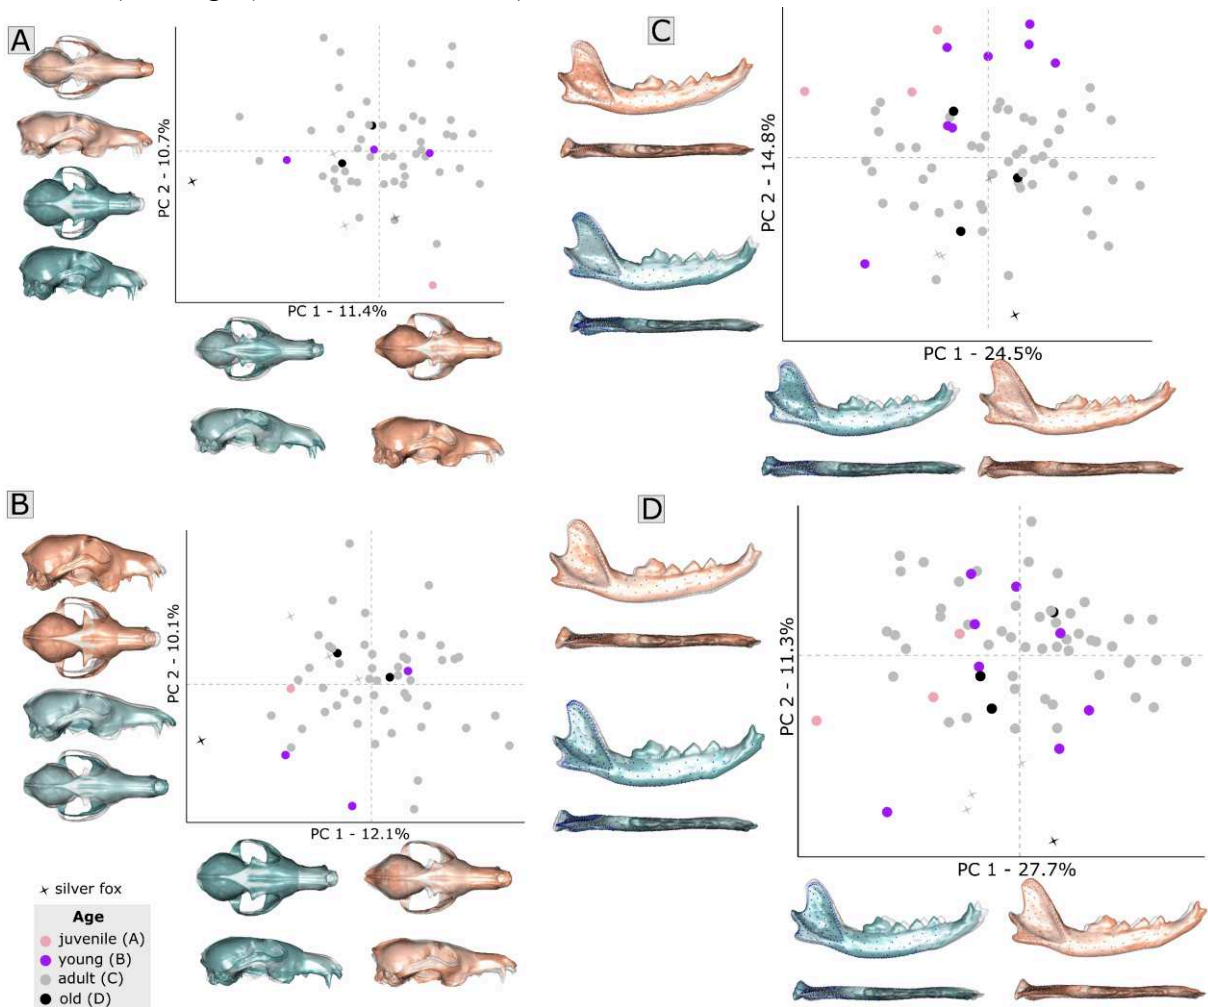 A
PC 2 - 10.7%
PC 1 - 11.4%
C
PC 2 - 14.8%
PC 1 - 24.5%
B
PC 2 - 10.1%
PC 1 - 12.1%
D
PC 2 - 11.3%
PC 1 - 27.7%
silver fox
Age
juvenile (A)
young (B)
adult (C)
old (D)